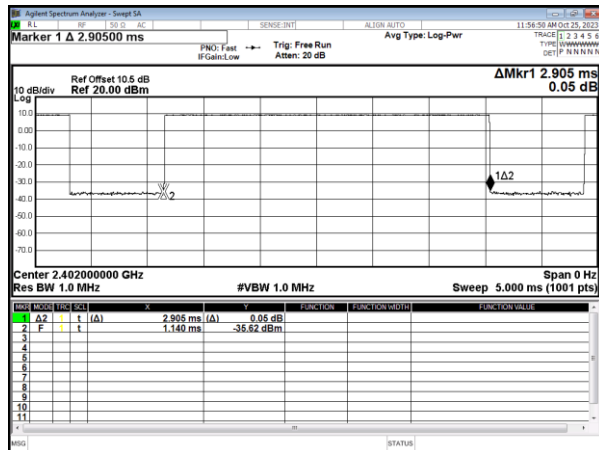 Agilent Spectrum Analyzer - Swept SA
RL RF 50 Ω AC SENSE:INT ALIGN AUTO 11:56:50 AM Oct 25, 2023
Marker 1 Δ 2.90500 ms
PNO: Fast
IFGain:Low
Trig: Free Run
Atten: 20 dB
Avg Type: Log-Pwr
TRACE 1 2 3 4 5 6
TYPE WWWWWW
DET P N N N N N
Ref Offset 10.5 dB
Ref 20.00 dBm
10 dB/div
Log
ΔMkr1 2.905 ms
0.05 dB
10.0
0.00
-10.0
-20.0
-30.0
-40.0
-50.0
-60.0
-70.0
1Δ2
2
Center 2.402000000 GHz
Span 0 Hz
Res BW 1.0 MHz
#VBW 1.0 MHz
Sweep 5.000 ms (1001 pts)
MKR MODE TRC SCL X Y FUNCTION FUNCTION WIDTH FUNCTION VALUE
1 Δ2 1 t (Δ) 2.905 ms (Δ) 0.05 dB
2 F 1 t 1.140 ms -35.62 dBm
3
4
5
6
7
8
9
10
11
MSG
STATUS